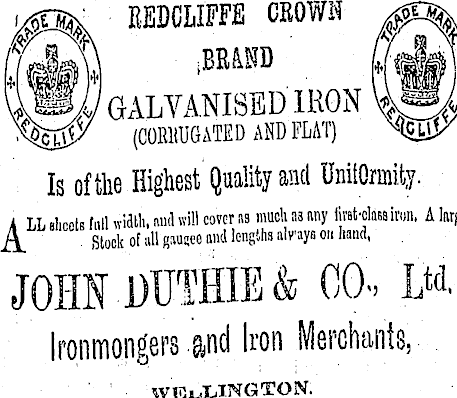 REDCLIFFE CROWN
BRAND
TRADE MARK
REDCLIFFE
TRADE MARK
REDCLIFFE
GALVANISED IRON
(CORRUGATED AND FLAT)
Is of the Highest Quality and Uniformity.
ALL sheets full width, and will cover as much as any first-class iron. A larg
Stock of all gauges and lengths always on hand,
JOHN DUTHIE & CO., Ltd.
Ironmongers and Iron Merchants,
WELLINGTON.